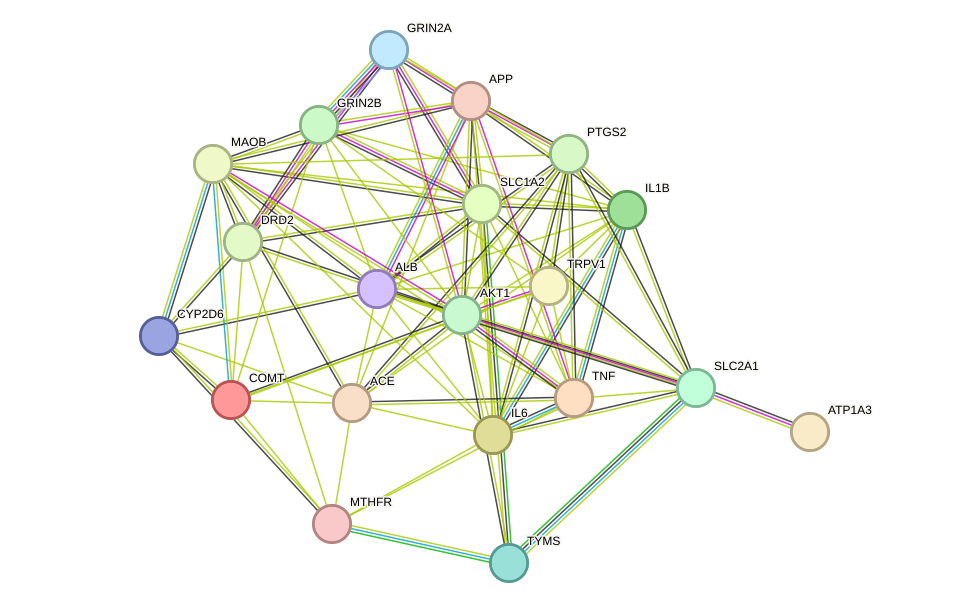 GRIN2A
APP
GRIN2B
PTGS2
MAOB
SLC1A2
IL1B
DRD2
TRPV1
ALB
AKT1
CYP2D6
SLC2A1
TNF
COMT
ACE
ATP1A3
IL6
MTHFR
TYMS